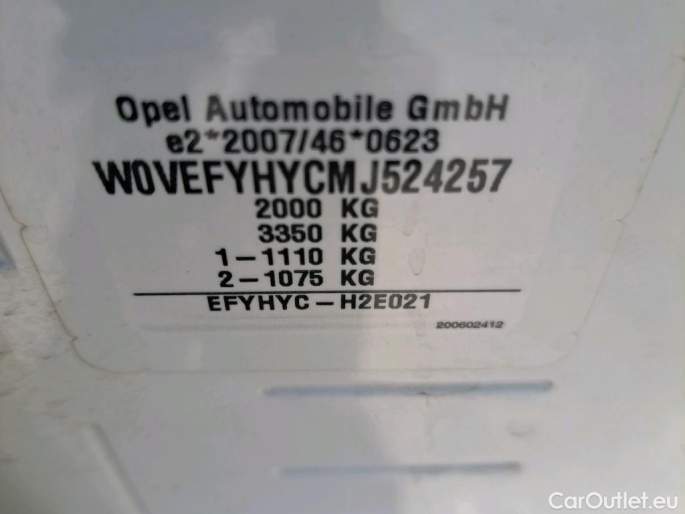 Opel Automobile GmbH
e2*2007/46*0623
W0VEFYHYCMJ524257
2000 KG
3350 KG
1-1110 KG
2-1075 KG
EFYHYC-H2E021
200602412
CarOutlet.eu